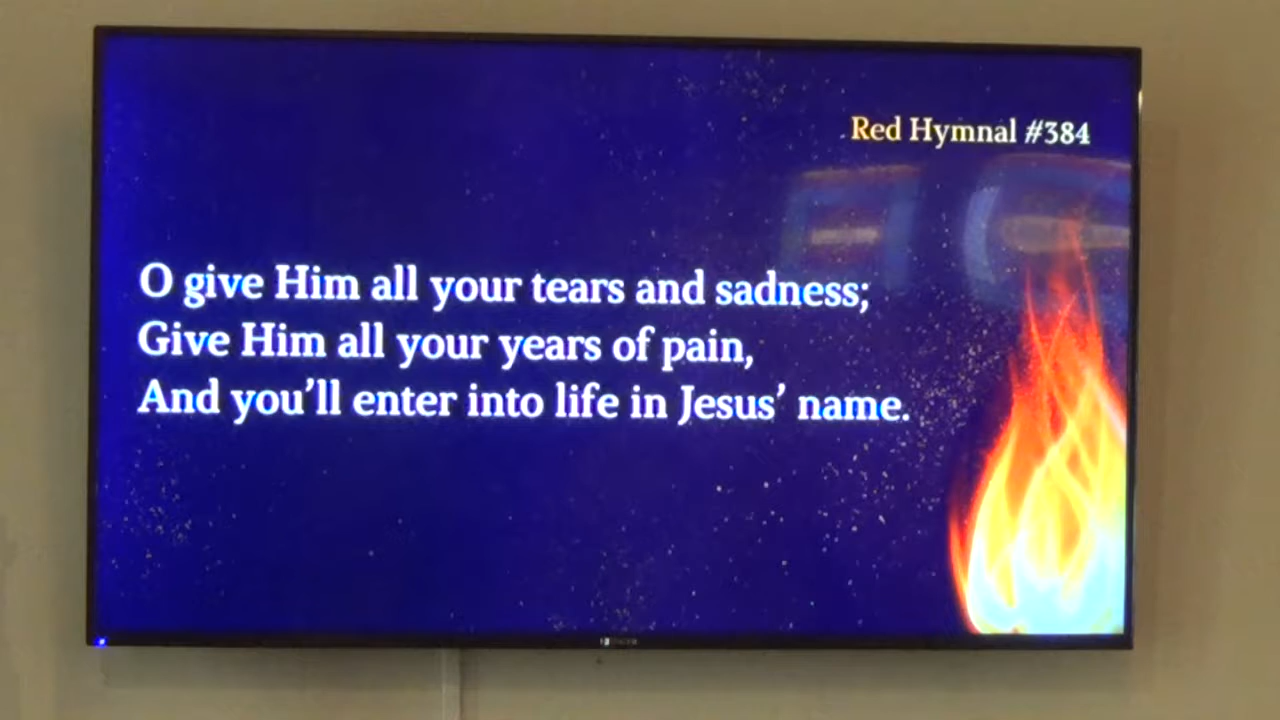 Red Hymnal #384
O give Him all your tears and sadness;
Give Him all your years of pain,
And you’ll enter into life in Jesus’ name.